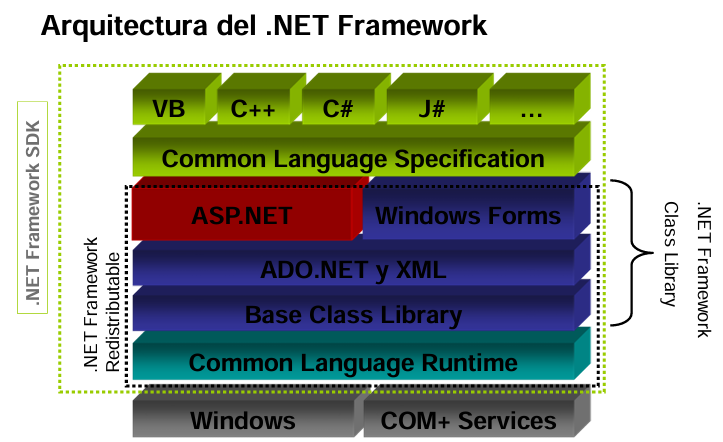 Arquitectura del .NET Framework
.NET Framework SDK
VB
C++
C#
J#
...
Common Language Specification
.NET Framework
Redistributable
ASP.NET
Windows Forms
ADO.NET y XML
Base Class Library
Common Language Runtime
Windows
COM+ Services
.NET Framework
Class Library